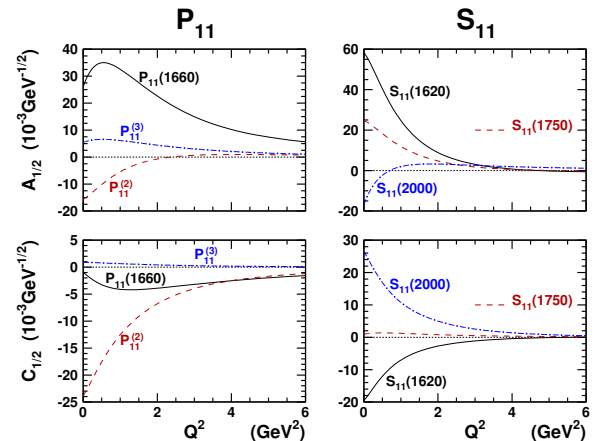 P11 S11
A1/2 (10-3GeV-1/2)
40
30
20
10
0
-10
-20
P11(1660)
P11(3)
P11(2)
60
40
20
0
-20
S11(1620)
S11(1750)
S11(2000)
C1/2 (10-3GeV-1/2)
5
0
-5
-10
-15
-20
-25
P11(3)
P11(1660)
P11(2)
0 2 4 6
Q2 (GeV2)
30
20
10
0
-10
-20
S11(2000)
S11(1750)
S11(1620)
0 2 4 6
Q2 (GeV2)